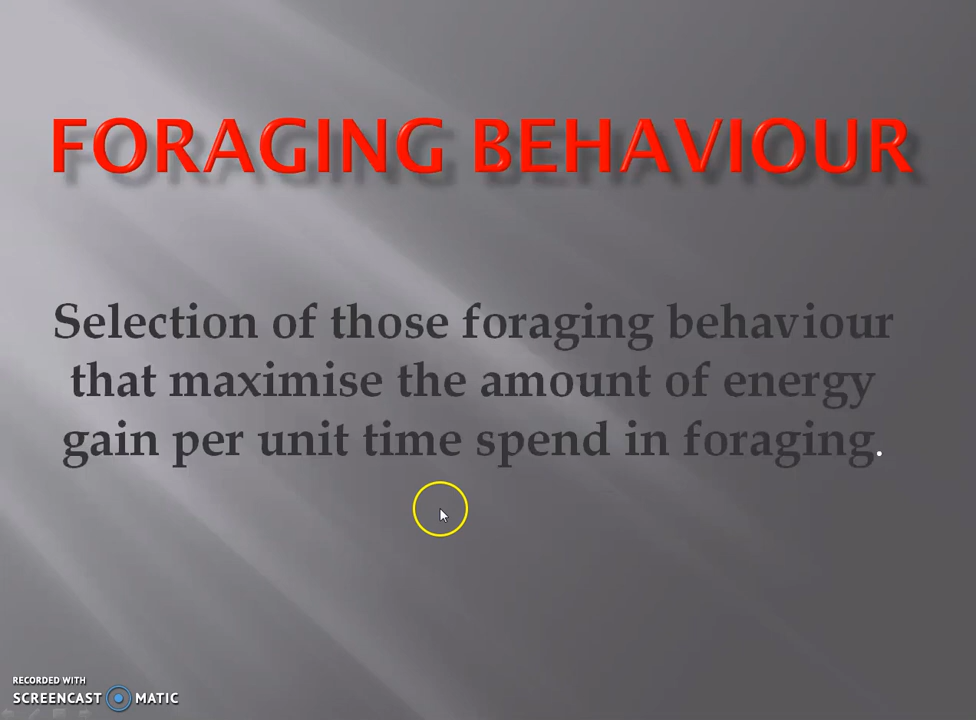 FORAGING BEHAVIOUR
Selection of those foraging behaviour
that maximise the amount of energy
gain per unit time spend in foraging.
RECORDED WITH
SCREENCAST MATIC